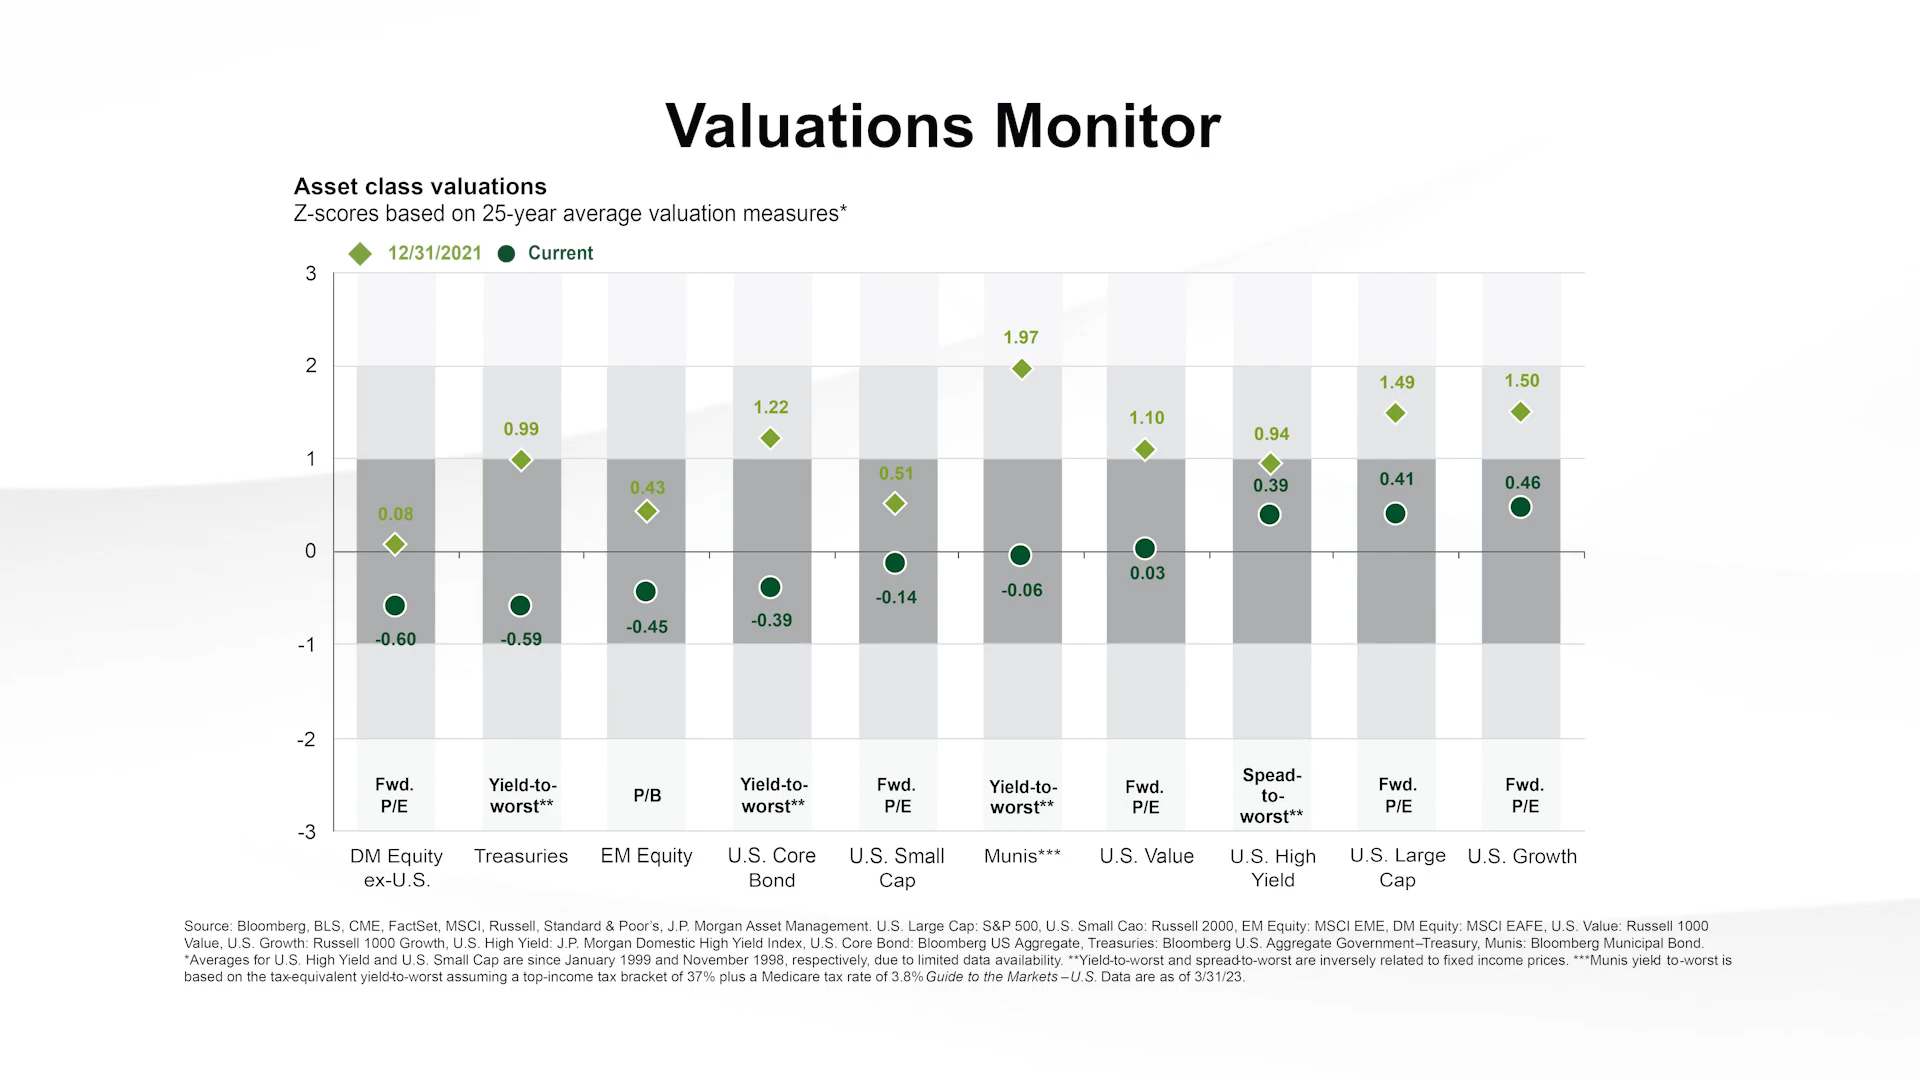 Valuations Monitor
Asset class valuations
Z-scores based on 25-year average valuation measures*
12/31/2021 Current
3
2
1
0
-1
-2
-3
0.08
0.99
0.43
1.22
0.51
1.97
1.10
0.94
1.49
1.50
-0.60
-0.59
-0.45
-0.39
-0.14
-0.06
0.03
0.39
0.41
0.46
Fwd.
P/E
Yield-to-
worst**
P/B
Yield-to-
worst**
Fwd.
P/E
Yield-to-
worst**
Fwd.
P/E
Spead-
to-
worst**
Fwd.
P/E
Fwd.
P/E
DM Equity
ex-U.S.
Treasuries
EM Equity
U.S. Core
Bond
U.S. Small
Cap
Munis***
U.S. Value
U.S. High
Yield
U.S. Large
Cap
U.S. Growth
Source: Bloomberg, BLS, CME, FactSet, MSCI, Russell, Standard & Poor's, J.P. Morgan Asset Management. U.S. Large Cap: S&P 500, U.S. Small Cao: Russell 2000, EM Equity: MSCI EME, DM Equity: MSCI EAFE, U.S. Value: Russell 1000
Value, U.S. Growth: Russell 1000 Growth, U.S. High Yield: J.P. Morgan Domestic High Yield Index, U.S. Core Bond: Bloomberg US Aggregate, Treasuries: Bloomberg U.S. Aggregate Government–Treasury, Munis: Bloomberg Municipal Bond.
*Averages for U.S. High Yield and U.S. Small Cap are since January 1999 and November 1998, respectively, due to limited data availability. **Yield-to-worst and spread-to-worst are inversely related to fixed income prices. ***Munis yield to-worst is
based on the tax-equivalent yield-to-worst assuming a top-income tax bracket of 37% plus a Medicare tax rate of 3.8% Guide to the Markets – U.S. Data are as of 3/31/23.